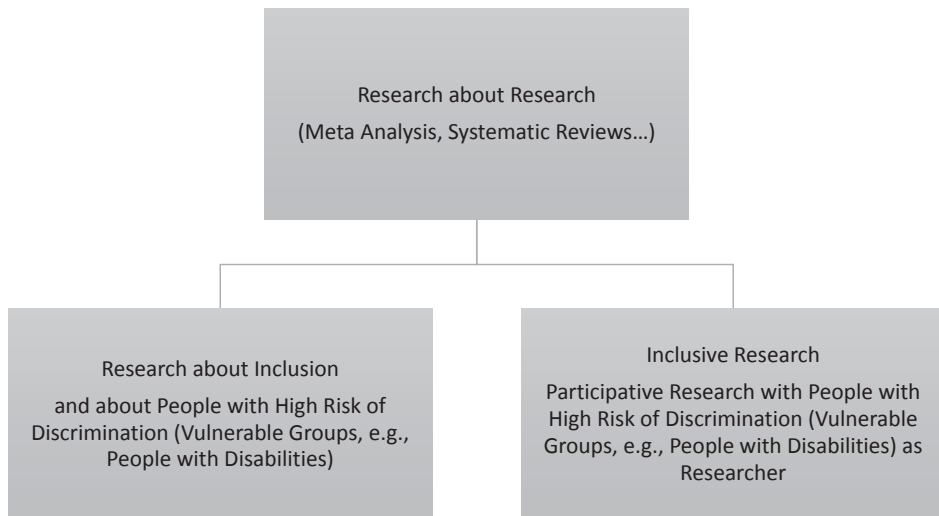 Research about Research
(Meta Analysis, Systematic Reviews…)
Research about Inclusion
and about People with High Risk of
Discrimination (Vulnerable Groups, e.g.,
People with Disabilities)
Inclusive Research
Participative Research with People with
High Risk of Discrimination (Vulnerable
Groups, e.g., People with Disabilities) as
Researcher